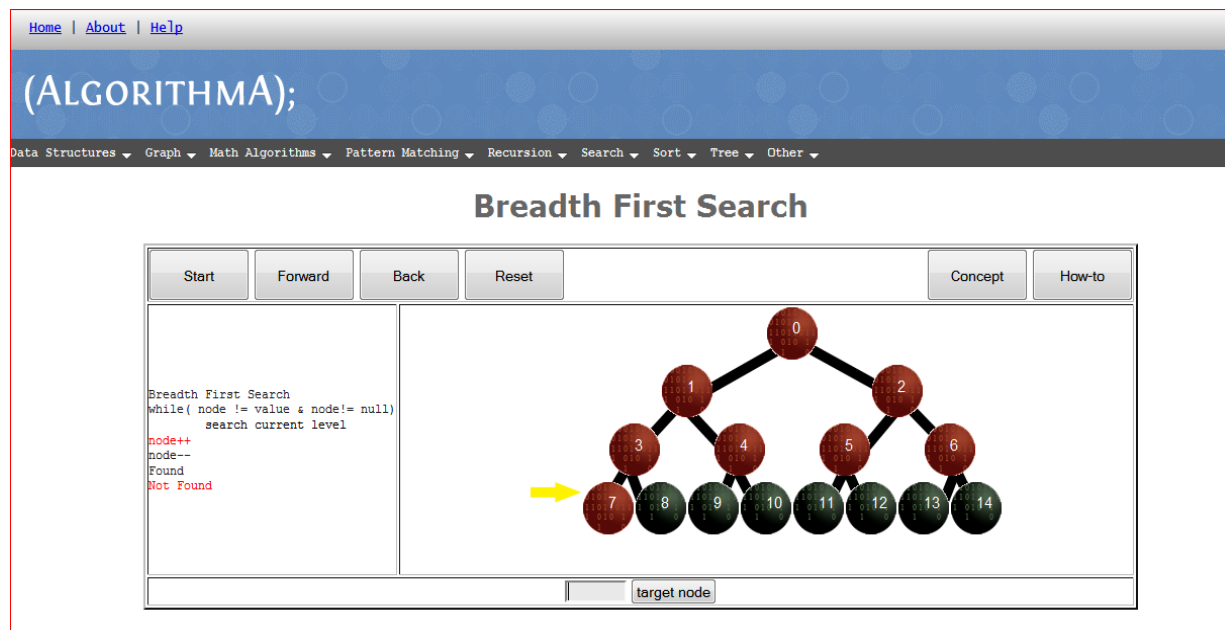 Home | About | Help
(ALGORITHMA);
Data Structures Graph Math Algorithms Pattern Matching Recursion Search Sort Tree Other
Breadth First Search
Start Forward Back Reset Concept How-to
0
1 2
Breadth First Search
while( node != value & node!= null)
search current level
node++
node--
Found
Not Found
3 4 5 6
7 8 9 10 11 12 13 14
target node